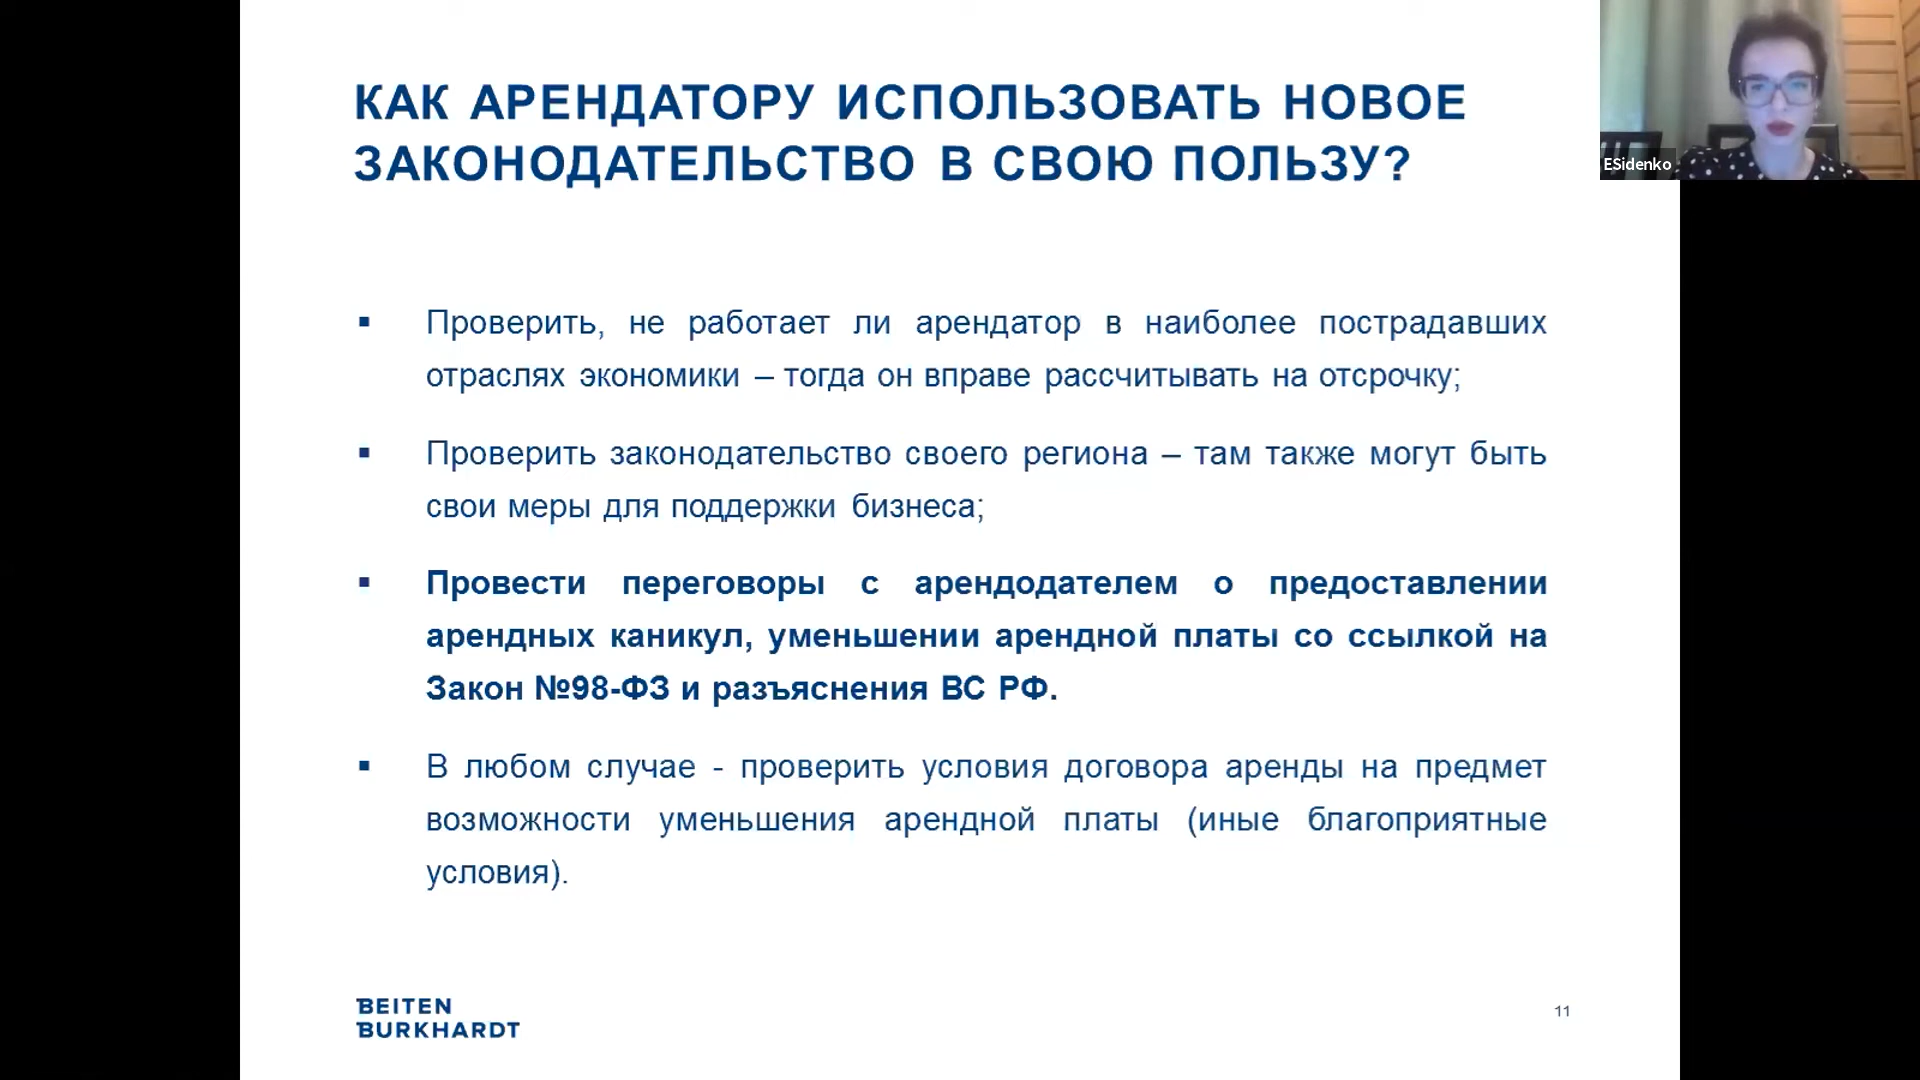 КАК АРЕНДАТОРУ ИСПОЛЬЗОВАТЬ НОВОЕ
ЗАКОНОДАТЕЛЬСТВО В СВОЮ ПОЛЬЗУ?
ESidenko
▪ Проверить, не работает ли арендатор в наиболее пострадавших
отраслях экономики – тогда он вправе рассчитывать на отсрочку;
▪ Проверить законодательство своего региона – там также могут быть
свои меры для поддержки бизнеса;
▪ Провести переговоры с арендодателем о предоставлении
арендных каникул, уменьшении арендной платы со ссылкой на
Закон №98-ФЗ и разъяснения ВС РФ.
▪ В любом случае - проверить условия договора аренды на предмет
возможности уменьшения арендной платы (иные благоприятные
условия).
BEITEN
BURKHARDT
11